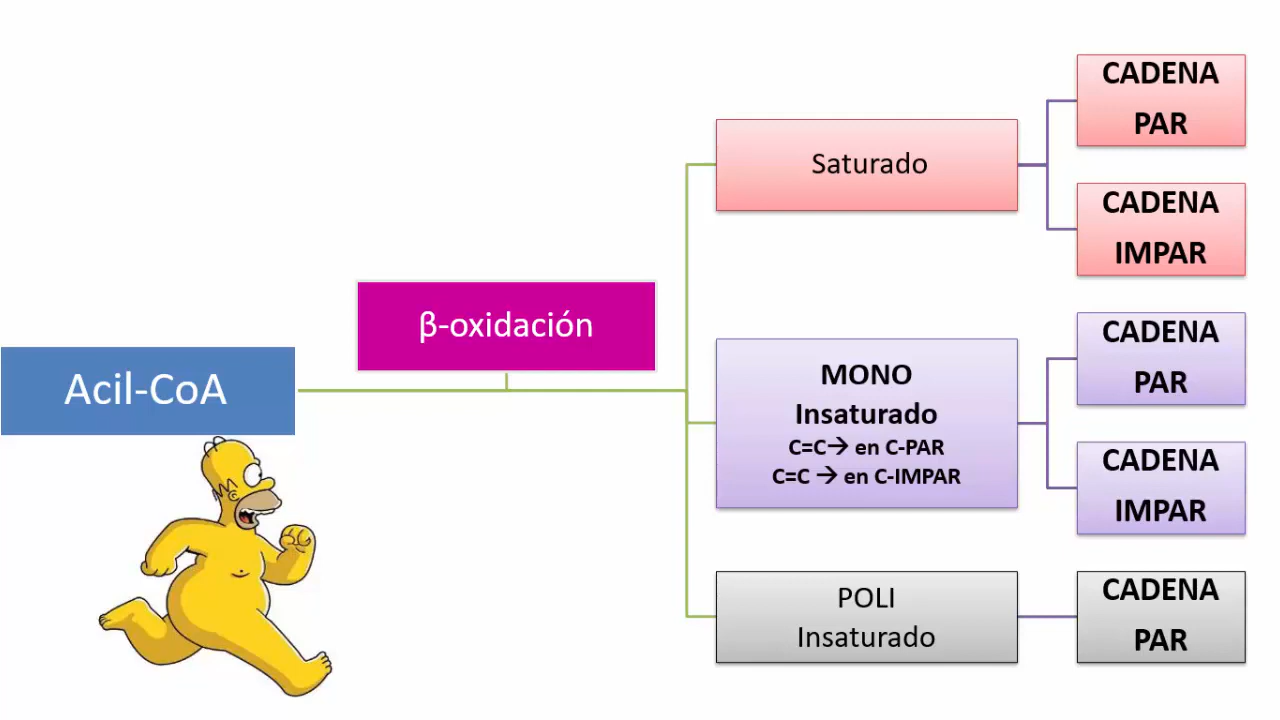 Acil-CoA
β-oxidación
Saturado
CADENA
PAR
CADENA
IMPAR
MONO
Insaturado
C=C→ en C-PAR
C=C → en C-IMPAR
CADENA
PAR
CADENA
IMPAR
POLI
Insaturado
CADENA
PAR